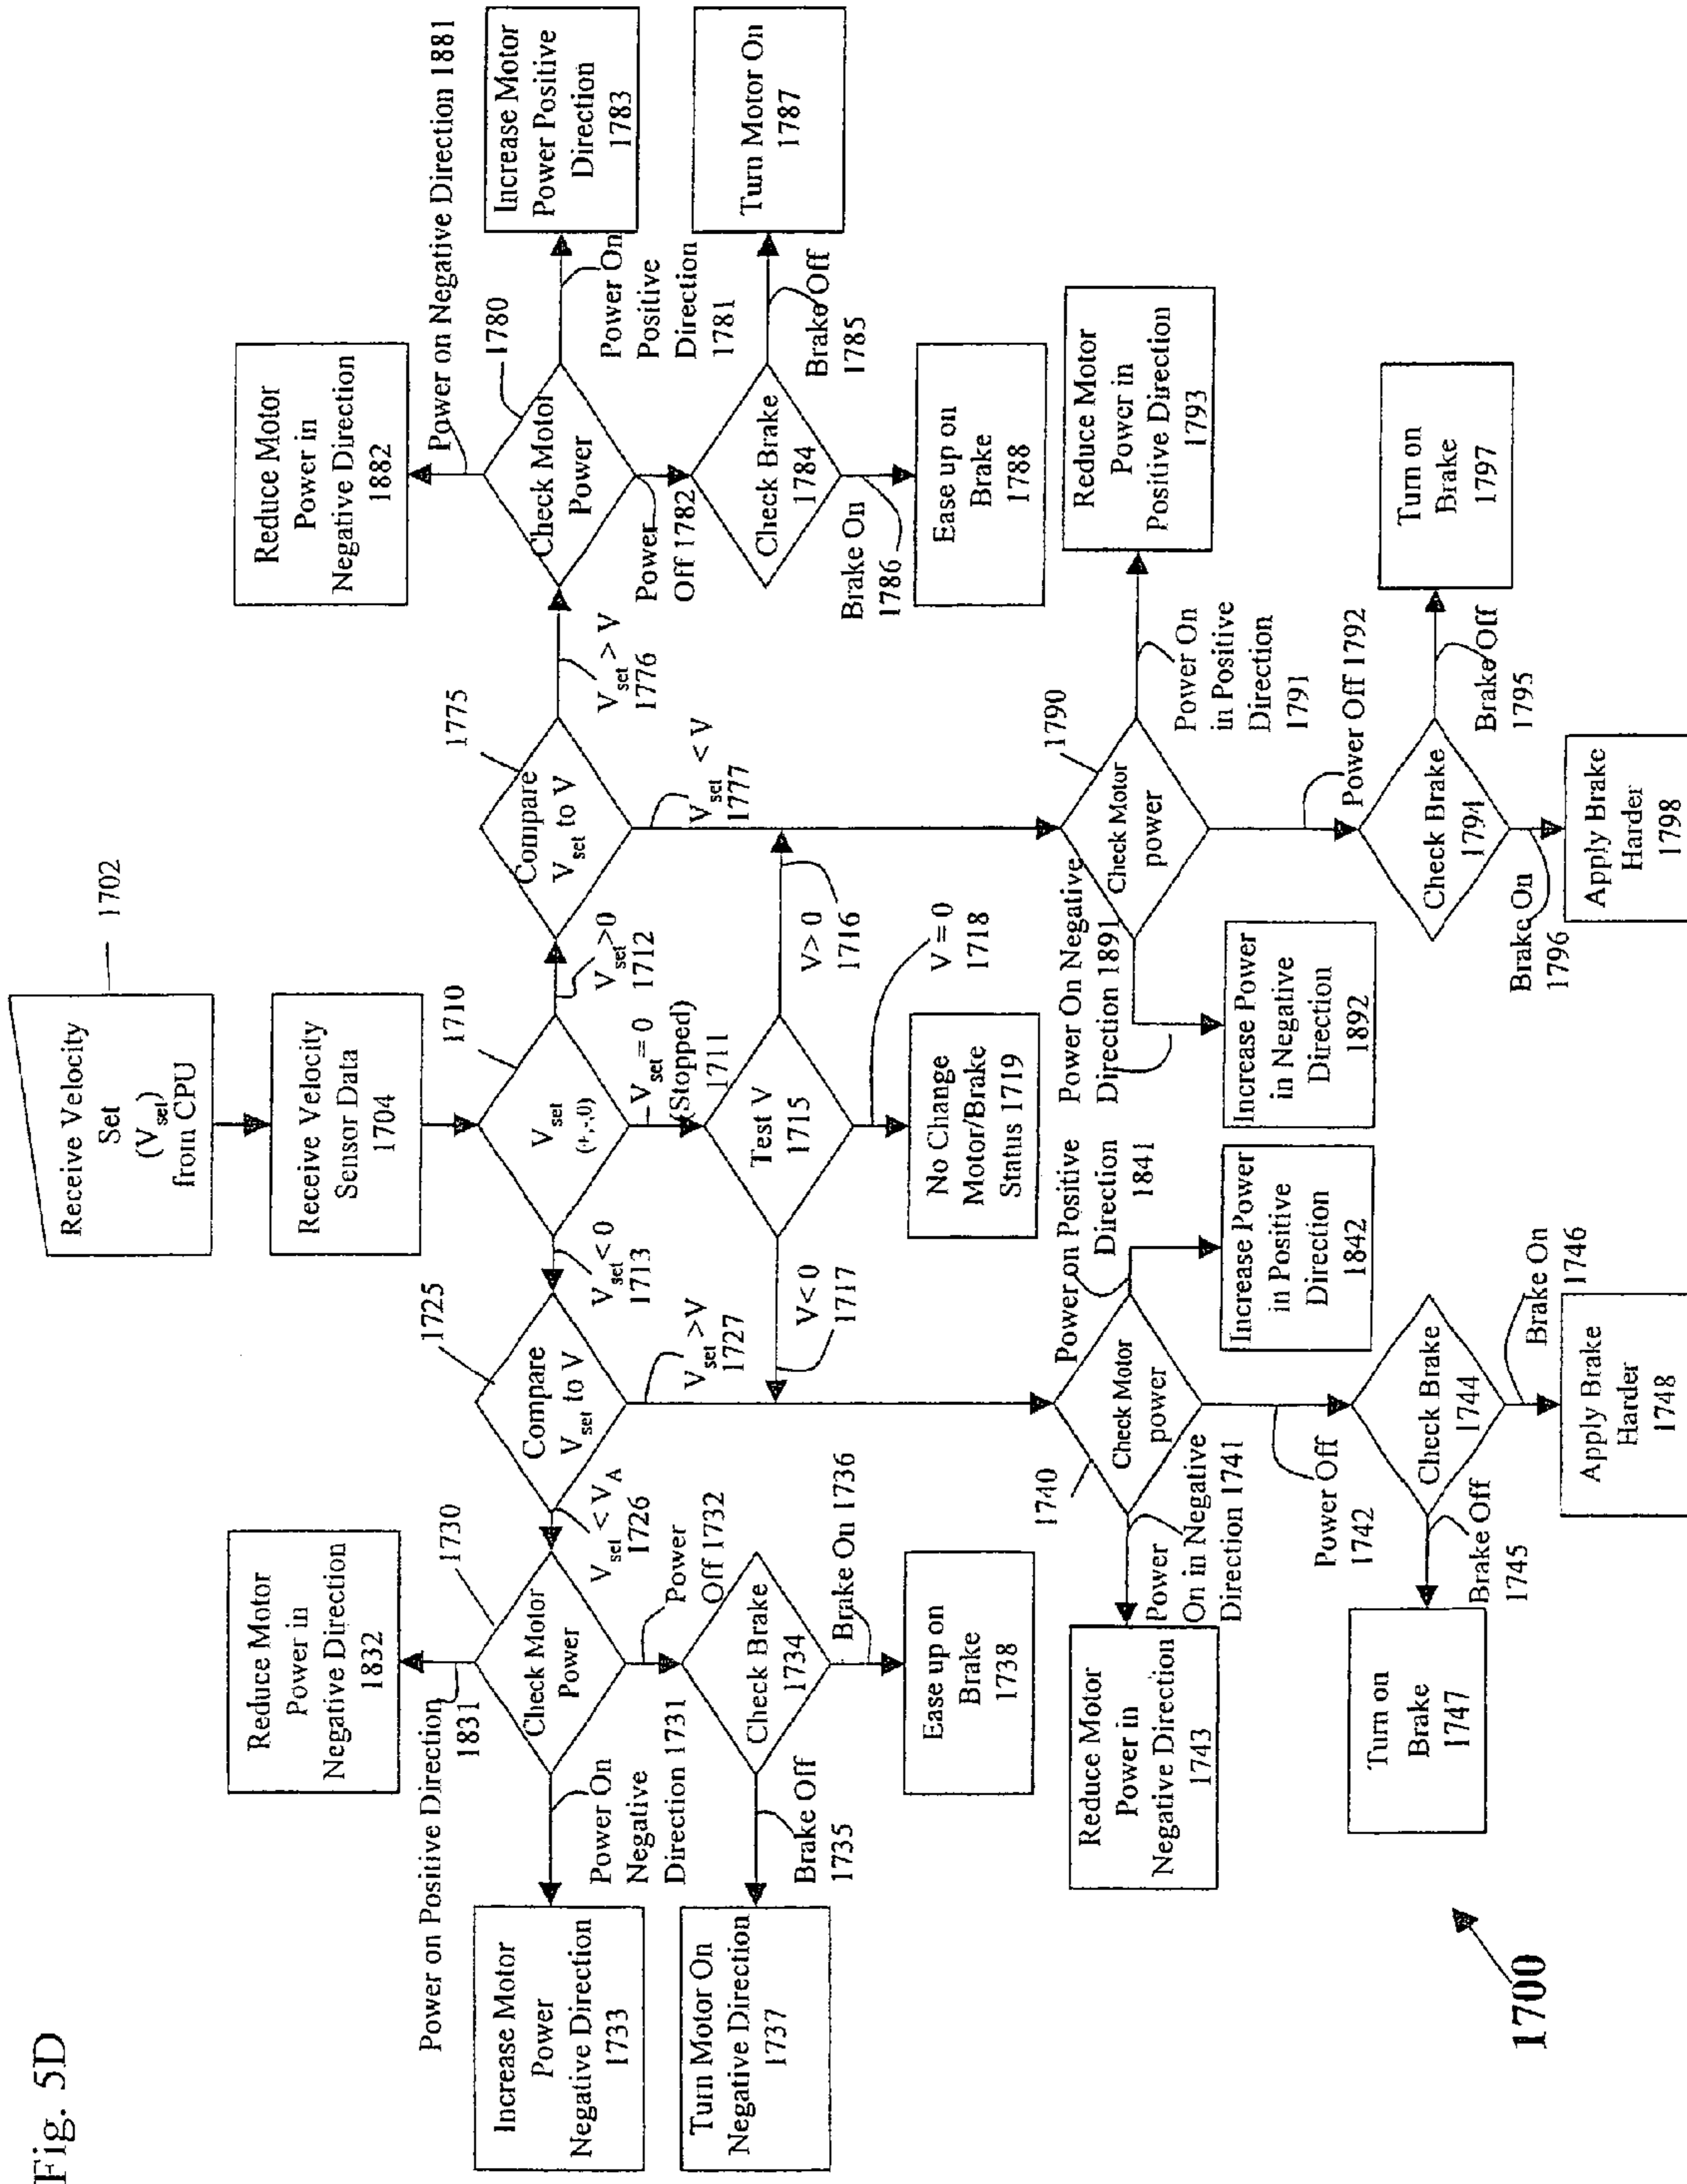 Fig. 5D
Receive Velocity
Set
(Vset)
from CPU
1702
Receive Velocity
Sensor Data
1704
Vset
(+,-,0)
1710
Vset>0
1712
Vset < 0
1713
Vset = 0
(Stopped)
1711
Compare
Vset to V
1725
Compare
Vset to V
1775
Vset < VA
1726
Vset >V
1727
Vset > V
1776
Vset < V
1777
Test V
1715
V< 0
1717
V> 0
1716
V = 0
1718
No Change
Motor/Brake
Status 1719
Reduce Motor
Power in
Negative Direction
1832
Power on Positive Direction
1831
Check Motor
Power
1730
Power On
Negative
Direction 1731
Increase Motor
Power
Negative Direction
1733
Power
Off 1732
Check Brake
1734
Brake Off
1735
Turn Motor On
Negative Direction
1737
Brake On 1736
Ease up on
Brake
1738
Reduce Motor
Power in
Negative Direction
1882
Power on Negative Direction 1881
Check Motor
Power
1780
Power On
Positive
Direction
1781
Increase Motor
Power Positive
Direction
1783
Power
Off 1782
Check Brake
1784
Brake Off
1785
Turn Motor On
1787
Brake On
1786
Ease up on
Brake
1788
Check Motor
power
1740
Power
On in Negative
Direction 1741
Reduce Motor
Power in
Negative Direction
1743
Power on Positive
Direction
1841
Increase Power
in Positive
Direction
1842
Power Off
1742
Check Brake
1744
Brake Off
1745
Turn on
Brake
1747
Brake On
1746
Apply Brake
Harder
1748
Check Motor
power
1790
Power On Negative
Direction 1891
Increase Power
in Negative
Direction
1892
Power On
in Positive
Direction
1791
Reduce Motor
Power in
Positive Direction
1793
Power Off 1792
Check Brake
1794
Brake Off
1795
Turn on
Brake
1797
Brake On
1796
Apply Brake
Harder
1798
1700